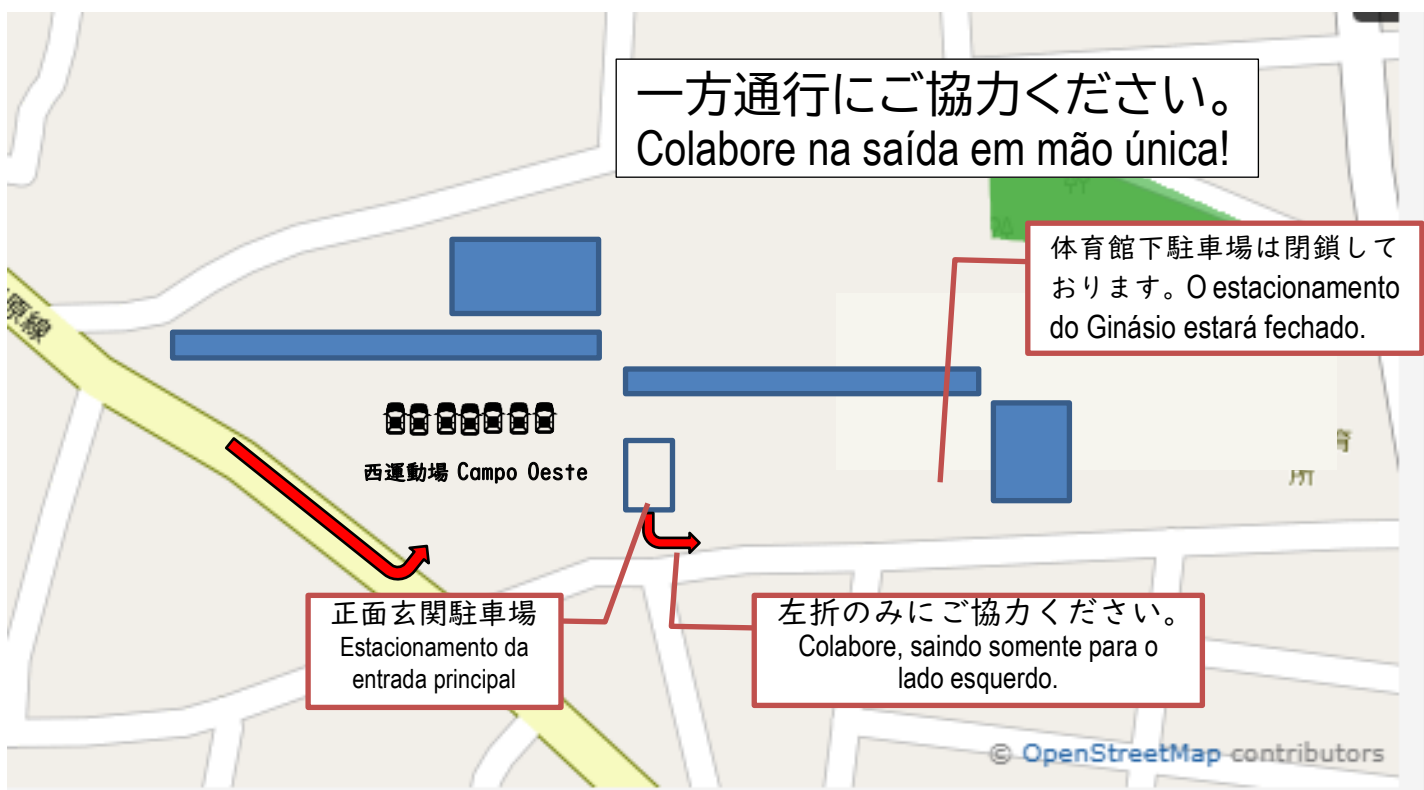 一方通行にご協力ください。
Colabore na saída em mão única!
体育館下駐車場は閉鎖して
おります。O estacionamento
do Ginásio estará fechado.
原線
西運動場 Campo Oeste
育
所
正面玄関駐車場
Estacionamento da
entrada principal
左折のみにご協力ください。
Colabore, saindo somente para o
lado esquerdo.
© OpenStreetMap contributors